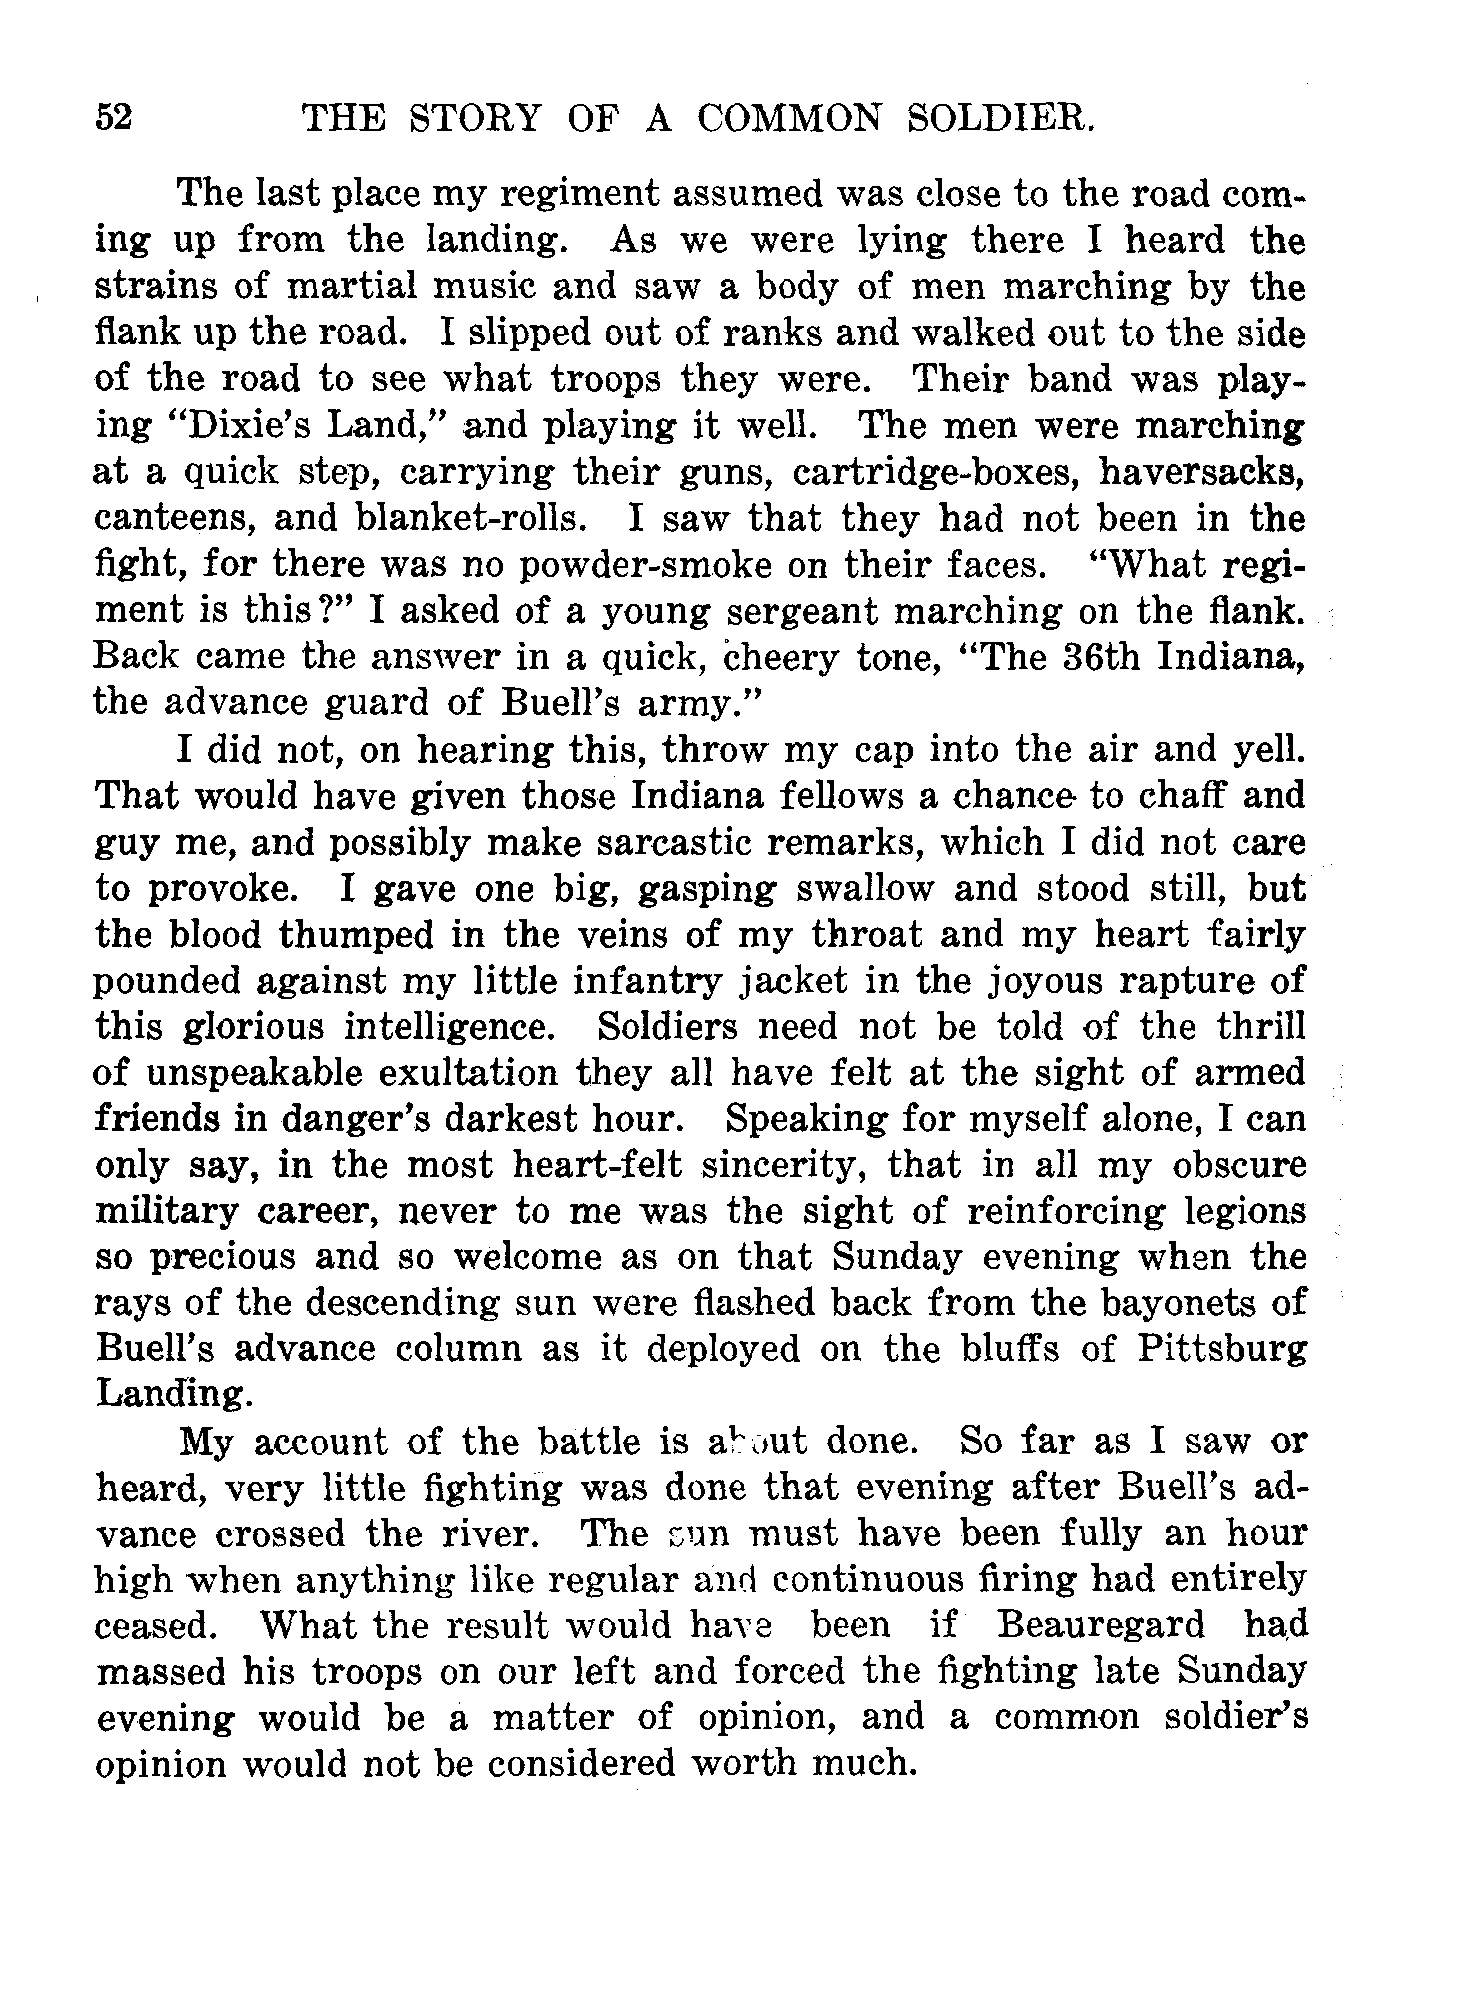 52 THE STORY OF A COMMON SOLDIER.
The last place my regiment assumed was close to the road com-
ing up from the landing. As we were lying there I heard the
strains of martial music and saw a body of men marching by the
flank up the road. I slipped out of ranks and walked out to the side
of the road to see what troops they were. Their band was play-
ing “Dixie’s Land,” and playing it well. The men were marching
at a quick step, carrying their guns, cartridge-boxes, haversacks,
canteens, and blanket-rolls. I saw that they had not been in the
fight, for there was no powder-smoke on their faces. “What regi-
ment is this?” I asked of a young sergeant marching on the flank.
Back came the answer in a quick, cheery tone, “The 36th Indiana,
the advance guard of Buell’s army.”
I did not, on hearing this, throw my cap into the air and yell.
That would have given those Indiana fellows a chance to chaff and
guy me, and possibly make sarcastic remarks, which I did not care
to provoke. I gave one big, gasping swallow and stood still, but
the blood thumped in the veins of my throat and my heart fairly
pounded against my little infantry jacket in the joyous rapture of
this glorious intelligence. Soldiers need not be told of the thrill
of unspeakable exultation they all have felt at the sight of armed
friends in danger’s darkest hour. Speaking for myself alone, I can
only say, in the most heart-felt sincerity, that in all my obscure
military career, never to me was the sight of reinforcing legions
so precious and so welcome as on that Sunday evening when the
rays of the descending sun were flashed back from the bayonets of
Buell’s advance column as it deployed on the bluffs of Pittsburg
Landing.
My account of the battle is about done. So far as I saw or
heard, very little fighting was done that evening after Buell’s ad-
vance crossed the river. The sun must have been fully an hour
high when anything like regular and continuous firing had entirely
ceased. What the result would have been if Beauregard had
massed his troops on our left and forced the fighting late Sunday
evening would be a matter of opinion, and a common soldier’s
opinion would not be considered worth much.